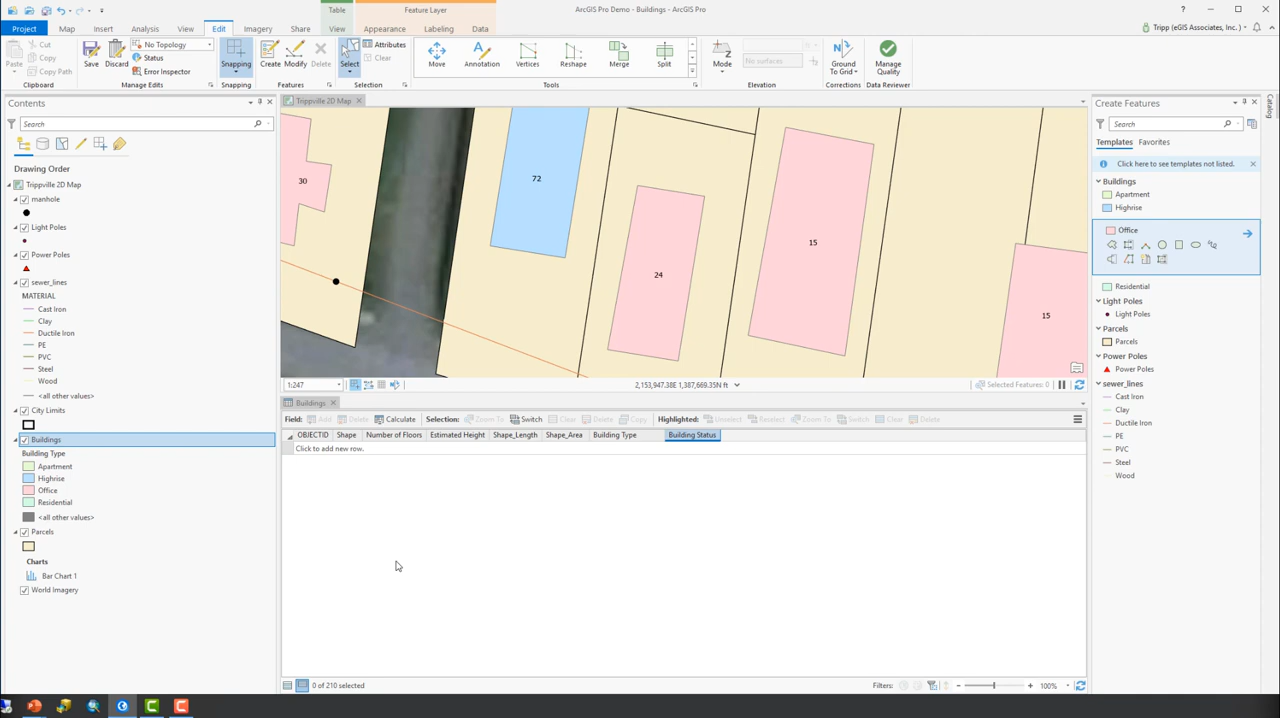 Table
Feature Layer
ArcGIS Pro Demo - Buildings - ArcGIS Pro
?
Project
Map
Insert
Analysis
View
Edit
Imagery
Share
View
Appearance
Labeling
Data
Tripp (eGIS Associates, Inc.)
Paste
Cut
Copy
Copy Path
Clipboard
Save
Discard
No Topology
Status
Error Inspector
Manage Edits
Snapping
Snapping
Create
Modify
Delete
Features
Select
Attributes
Clear
Selection
Move
Annotation
Vertices
Reshape
Merge
Split
Tools
Mode
No surfaces
Elevation
Ground To Grid
Corrections
Manage Quality
Data Reviewer
Contents
Search
Drawing Order
Trippville 2D Map
manhole
Light Poles
Power Poles
sewer_lines
MATERIAL
Cast Iron
Clay
Ductile Iron
PE
PVC
Steel
Wood
<all other values>
City Limits
Buildings
Building Type
Apartment
Highrise
Office
Residential
<all other values>
Parcels
Charts
Bar Chart 1
World Imagery
Trippville 2D Map
30
72
24
15
15
1:247
2,153,947.38E 1,387,669.35N ft
Selected Features: 0
Buildings
Field:
Add
Delete
Calculate
Selection:
Zoom To
Switch
Clear
Delete
Copy
Highlighted:
Unselect
Reselect
Zoom To
Switch
Clear
Delete
OBJECTID
Shape
Number of Floors
Estimated Height
Shape_Length
Shape_Area
Building Type
Building Status
Click to add new row.
0 of 210 selected
Filters:
100%
Create Features
Search
Templates
Favorites
Click here to see templates not listed.
Buildings
Apartment
Highrise
Office
Residential
Light Poles
Light Poles
Parcels
Parcels
Power Poles
Power Poles
sewer_lines
Cast Iron
Clay
Ductile Iron
PE
PVC
Steel
Wood
Catalog